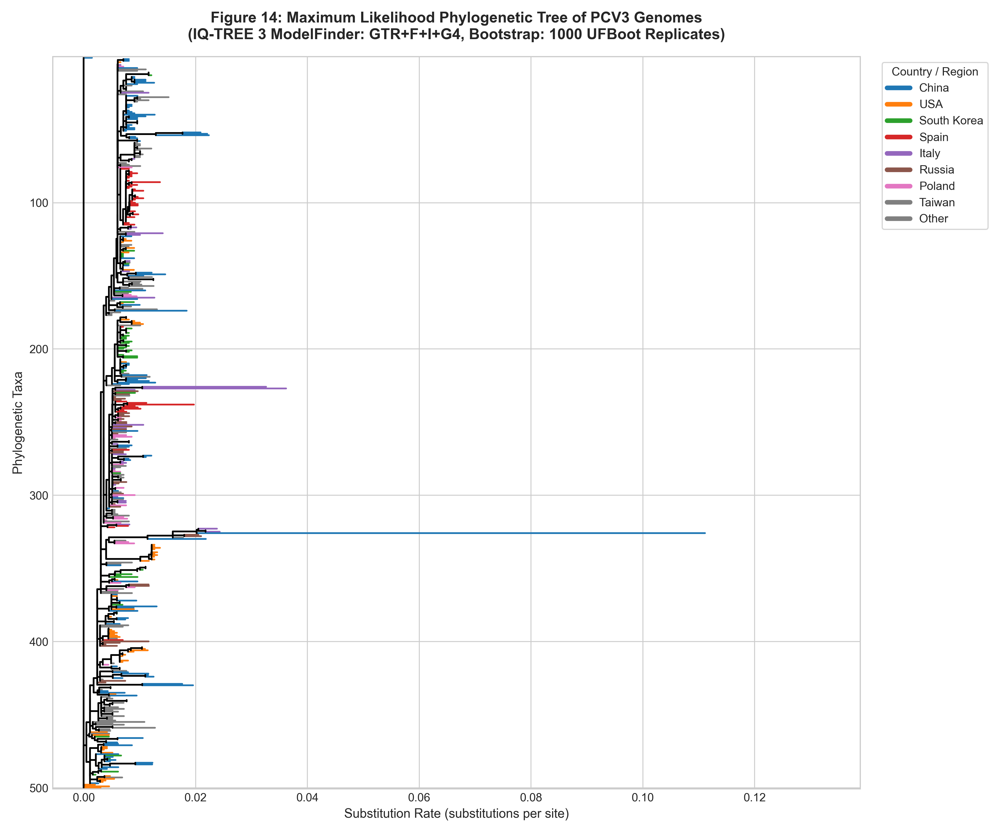 Figure 14: Maximum Likelihood Phylogenetic Tree of PCV3 Genomes
(IQ-TREE 3 ModelFinder: GTR+F+I+G4, Bootstrap: 1000 UFBoot Replicates)
Country / Region
China
USA
South Korea
Spain
Italy
Russia
Poland
Taiwan
Other
Phylogenetic Taxa
100
200
300
400
500
0.00 0.02 0.04 0.06 0.08 0.10 0.12
Substitution Rate (substitutions per site)